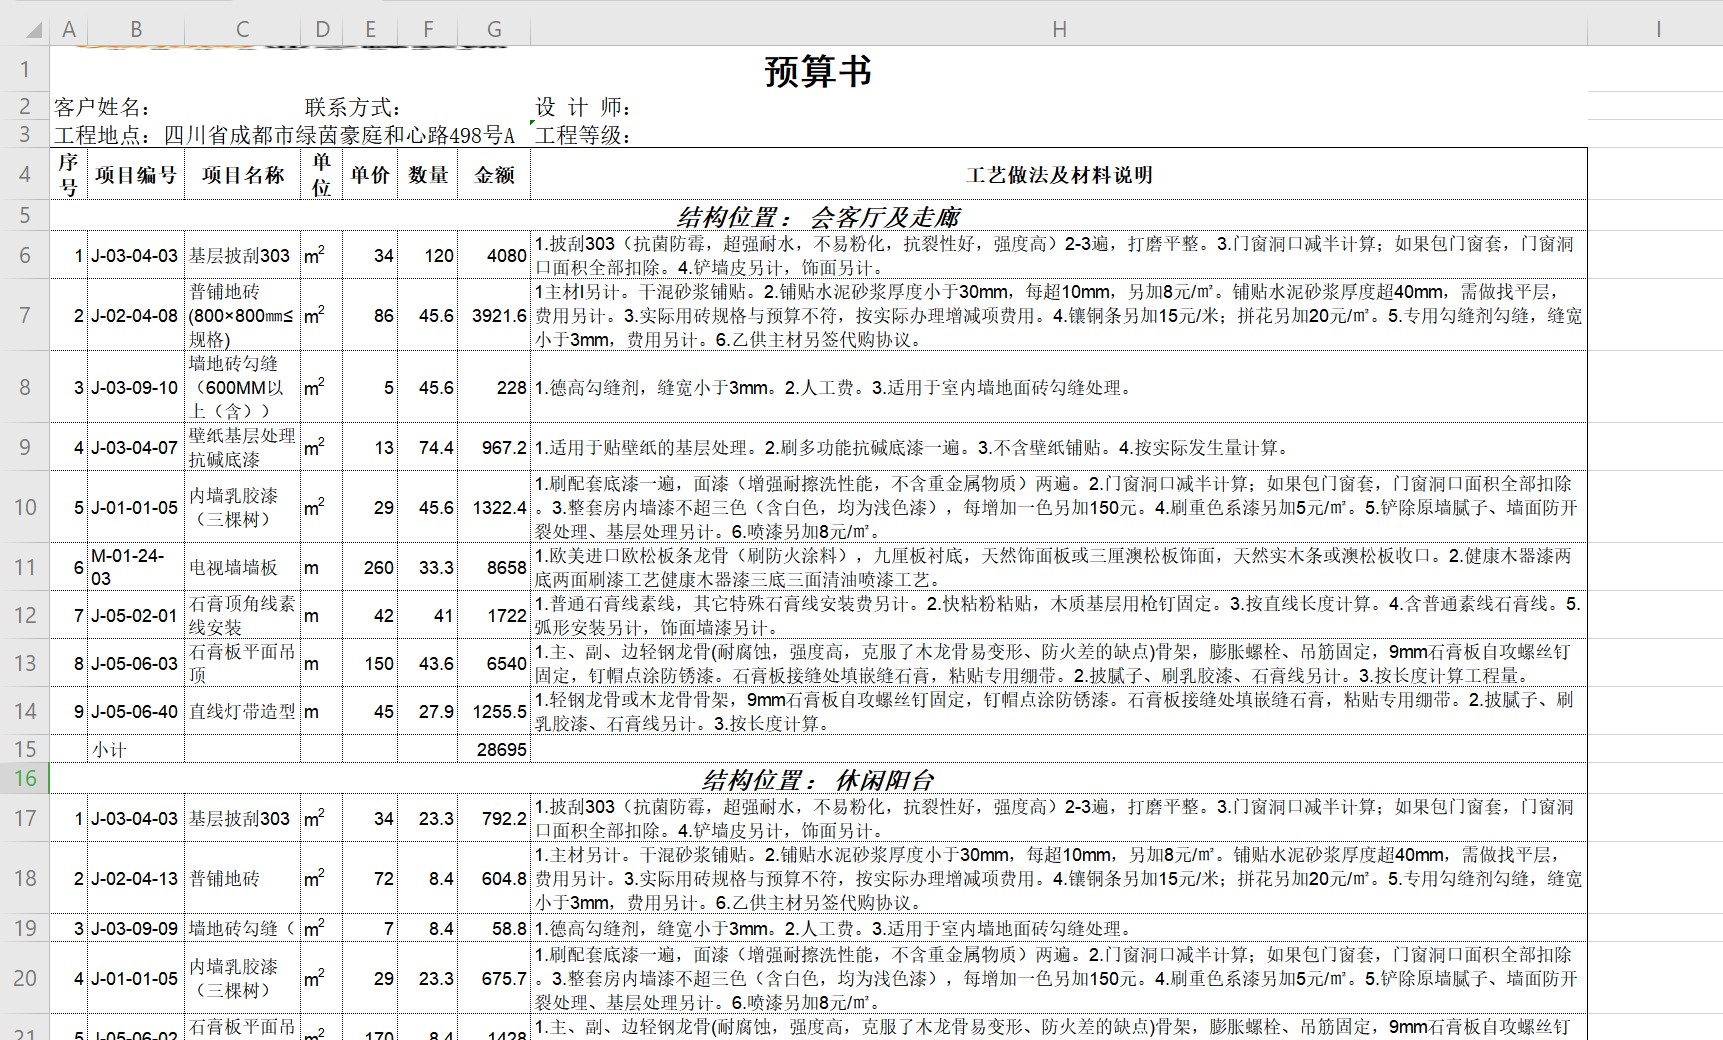 A B C D E F G H I
1 预算书
2 客户姓名： 联系方式： 设 计 师：
3 工程地点：四川省成都市绿茵豪庭和心路498号A 工程等级：
4 序号 项目编号 项目名称 单位 单价 数量 金额 工艺做法及材料说明
5 结构位置：会客厅及走廊
6 1 J-03-04-03 基层披刮303 m² 34 120 4080 1.披刮303（抗菌防霉，超强耐水，不易粉化，抗裂性好，强度高）2-3遍，打磨平整。3.门窗洞口减半计算；如果包门窗套，门窗洞
口面积全部扣除。4.铲墙皮另计，饰面另计。
7 2 J-02-04-08 普铺地砖(800×800㎜≤规格) m² 86 45.6 3921.6 1主材I另计。干混砂浆铺贴。2.铺贴水泥砂浆厚度小于30mm，每超10mm，另加8元/㎡。铺贴水泥砂浆厚度超40mm，需做找平层，
费用另计。3.实际用砖规格与预算不符，按实际办理增减项费用。4.镶铜条另加15元/米；拼花另加20元/㎡。5.专用勾缝剂勾缝，缝宽
小于3mm，费用另计。6.乙供主材另签代购协议。
8 3 J-03-09-10 墙地砖勾缝（600MM以上（含）） m² 5 45.6 228 1.德高勾缝剂，缝宽小于3mm。2.人工费。3.适用于室内墙地面砖勾缝处理。
9 4 J-03-04-07 壁纸基层处理抗碱底漆 m² 13 74.4 967.2 1.适用于贴壁纸的基层处理。2.刷多功能抗碱底漆一遍。3.不含壁纸铺贴。4.按实际发生量计算。
10 5 J-01-01-05 内墙乳胶漆（三棵树） m² 29 45.6 1322.4 1.刷配套底漆一遍，面漆（增强耐擦洗性能，不含重金属物质）两遍。2.门窗洞口减半计算；如果包门窗套，门窗洞口面积全部扣除
。3.整套房内墙漆不超三色（含白色，均为浅色漆），每增加一色另加150元。4.刷重色系漆另加5元/㎡。5.铲除原墙腻子、墙面防开
裂处理、基层处理另计。6.喷漆另加8元/㎡。
11 6 M-01-24-03 电视墙墙板 m 260 33.3 8658 1.欧美进口欧松板条龙骨（刷防火涂料），九厘板衬底，天然饰面板或三厘澳松板饰面，天然实木条或澳松板收口。2.健康木器漆两
底两面刷漆工艺健康木器漆三底三面清油喷漆工艺。
12 7 J-05-02-01 石膏顶角线素线安装 m 42 41 1722 1.普通石膏线素线，其它特殊石膏线安装费另计。2.快粘粉粘贴，木质基层用枪钉固定。3.按直线长度计算。4.含普通素线石膏线。5.
弧形安装另计，饰面墙漆另计。
13 8 J-05-06-03 石膏板平面吊顶 m 150 43.6 6540 1.主、副、边轻钢龙骨(耐腐蚀，强度高，克服了木龙骨易变形、防火差的缺点)骨架，膨胀螺栓、吊筋固定，9mm石膏板自攻螺丝钉
固定，钉帽点涂防锈漆。石膏板接缝处填嵌缝石膏，粘贴专用绷带。2.披腻子、刷乳胶漆、石膏线另计。3.按长度计算工程量。
14 9 J-05-06-40 直线灯带造型 m 45 27.9 1255.5 1.轻钢龙骨或木龙骨骨架，9mm石膏板自攻螺丝钉固定，钉帽点涂防锈漆。石膏板接缝处填嵌缝石膏，粘贴专用绷带。2.披腻子、刷
乳胶漆、石膏线另计。3.按长度计算。
15 小计 28695
16 结构位置：休闲阳台
17 1 J-03-04-03 基层披刮303 m² 34 23.3 792.2 1.披刮303（抗菌防霉，超强耐水，不易粉化，抗裂性好，强度高）2-3遍，打磨平整。3.门窗洞口减半计算；如果包门窗套，门窗洞
口面积全部扣除。4.铲墙皮另计，饰面另计。
18 2 J-02-04-13 普铺地砖 m² 72 8.4 604.8 1.主材另计。干混砂浆铺贴。2.铺贴水泥砂浆厚度小于30mm，每超10mm，另加8元/㎡。铺贴水泥砂浆厚度超40mm，需做找平层，
费用另计。3.实际用砖规格与预算不符，按实际办理增减项费用。4.镶铜条另加15元/米；拼花另加20元/㎡。5.专用勾缝剂勾缝，缝宽
小于3mm，费用另计。6.乙供主材另签代购协议。
19 3 J-03-09-09 墙地砖勾缝（ m² 7 8.4 58.8 1.德高勾缝剂，缝宽小于3mm。2.人工费。3.适用于室内墙地面砖勾缝处理。
20 4 J-01-01-05 内墙乳胶漆（三棵树） m² 29 23.3 675.7 1.刷配套底漆一遍，面漆（增强耐擦洗性能，不含重金属物质）两遍。2.门窗洞口减半计算；如果包门窗套，门窗洞口面积全部扣除
。3.整套房内墙漆不超三色（含白色，均为浅色漆），每增加一色另加150元。4.刷重色系漆另加5元/㎡。5.铲除原墙腻子、墙面防开
裂处理、基层处理另计。6.喷漆另加8元/㎡。
21 5 J-05-06-02 石膏板平面吊 m² 170 8.4 1428 1.主、副、边轻钢龙骨(耐腐蚀，强度高，克服了木龙骨易变形、防火差的缺点)骨架，膨胀螺栓、吊筋固定，9mm石膏板自攻螺丝钉